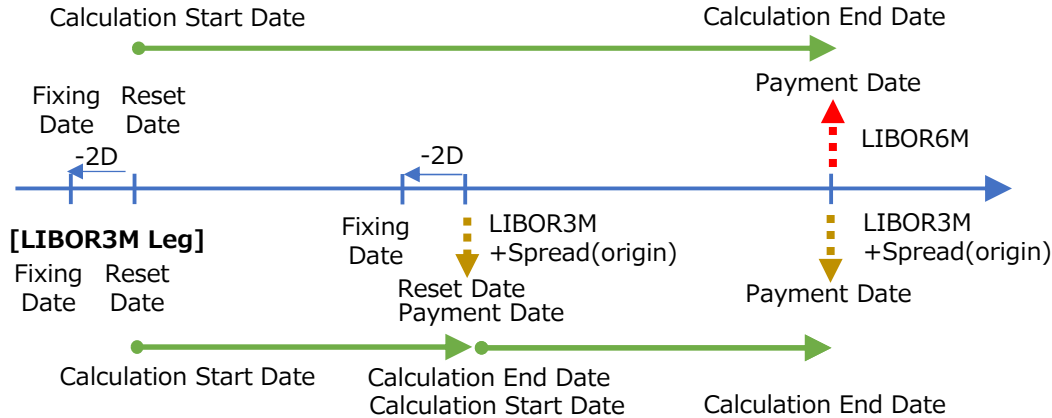 Calculation Start Date
Calculation End Date
Payment Date
Fixing Date
Reset Date
-2D
-2D
LIBOR6M
[LIBOR3M Leg]
Fixing Date
Reset Date
Fixing Date
LIBOR3M
+Spread(origin)
Reset Date
Payment Date
LIBOR3M
+Spread(origin)
Payment Date
Calculation Start Date
Calculation End Date
Calculation Start Date
Calculation End Date